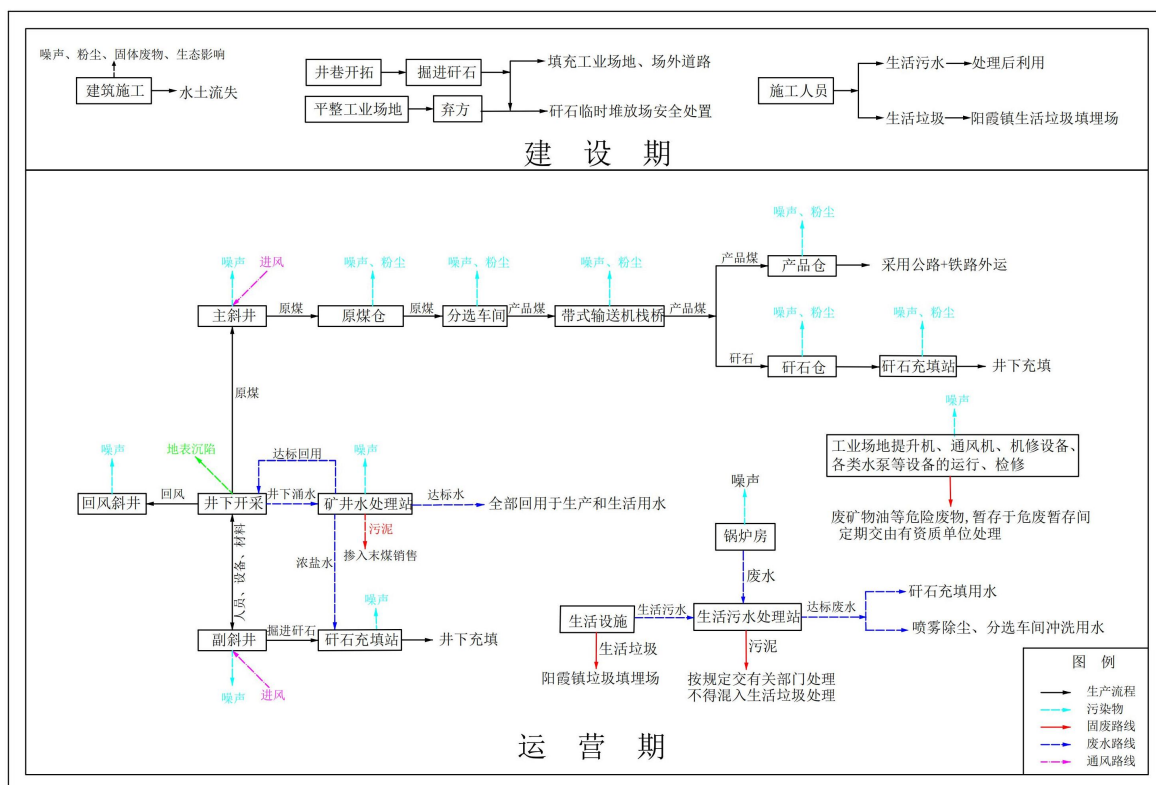 噪声、粉尘、固体废物、生态影响
建筑施工
水土流失
井巷开拓
掘进矸石
填充工业场地、场外道路
平整工业场地
弃方
矸石临时堆放场安全处置
施工人员
生活污水
处理后利用
生活垃圾
阳霞镇生活垃圾填埋场
建 设 期
噪声
进风
主斜井
原煤
噪声、粉尘
原煤仓
原煤
噪声、粉尘
分选车间
产品煤
噪声、粉尘
带式输送机栈桥
产品煤
产品煤
噪声、粉尘
产品仓
采用公路+铁路外运
矸石
噪声、粉尘
矸石仓
噪声、粉尘
矸石充填站
井下充填
原煤
噪声
回风斜井
回风
地表沉陷
井下开采
达标回用
井下涌水
噪声
矿井水处理站
达标水
全部回用于生产和生活用水
污泥
掺入末煤销售
浓盐水
人员、设备、材料
副斜井
掘进矸石
噪声
矸石充填站
井下充填
噪声
进风
噪声
工业场地提升机、通风机、机修设备、
各类水泵等设备的运行、检修
废矿物油等危险废物,暂存于危废暂存间
定期交由有资质单位处理
噪声
锅炉房
废水
生活设施
生活污水
生活污水处理站
达标废水
矸石充填用水
喷雾除尘、分选车间冲洗用水
生活垃圾
阳霞镇垃圾填埋场
污泥
按规定交有关部门处理
不得混入生活垃圾处理
运 营 期
图 例
生产流程
污染物
固废路线
废水路线
通风路线